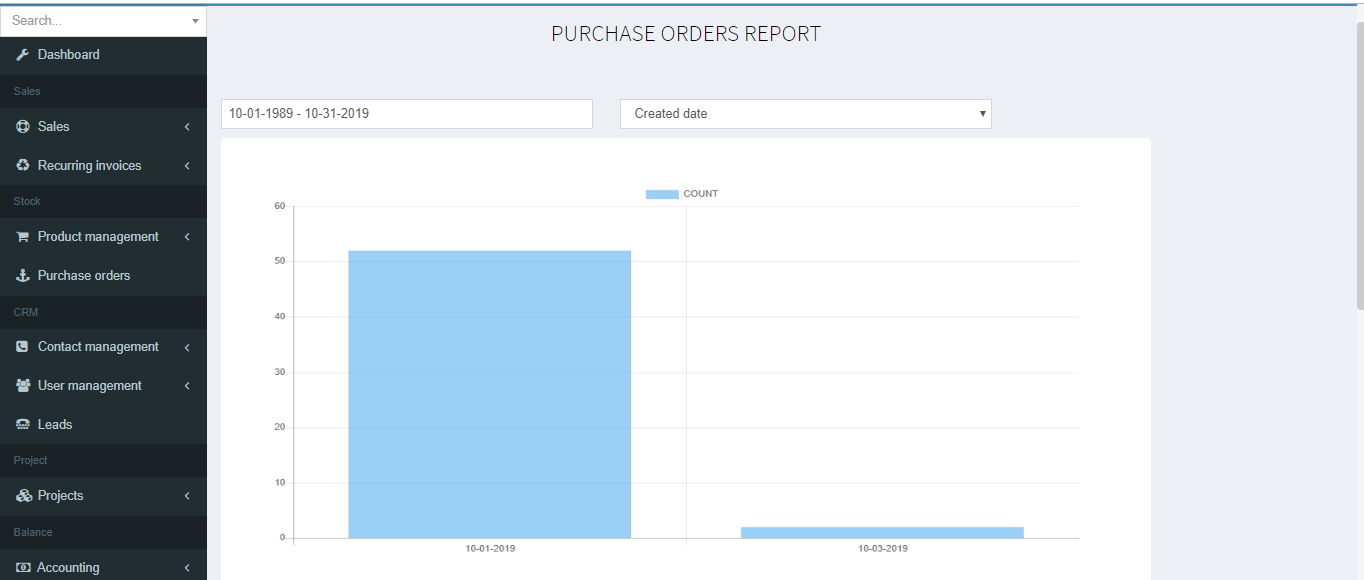 Search...
Dashboard
Sales
Sales
Recurring invoices
Stock
Product management
Purchase orders
CRM
Contact management
User management
Leads
Project
Projects
Balance
Accounting
PURCHASE ORDERS REPORT
10-01-1989 - 10-31-2019
Created date
COUNT
60
50
40
30
20
10
0
10-01-2019
10-03-2019